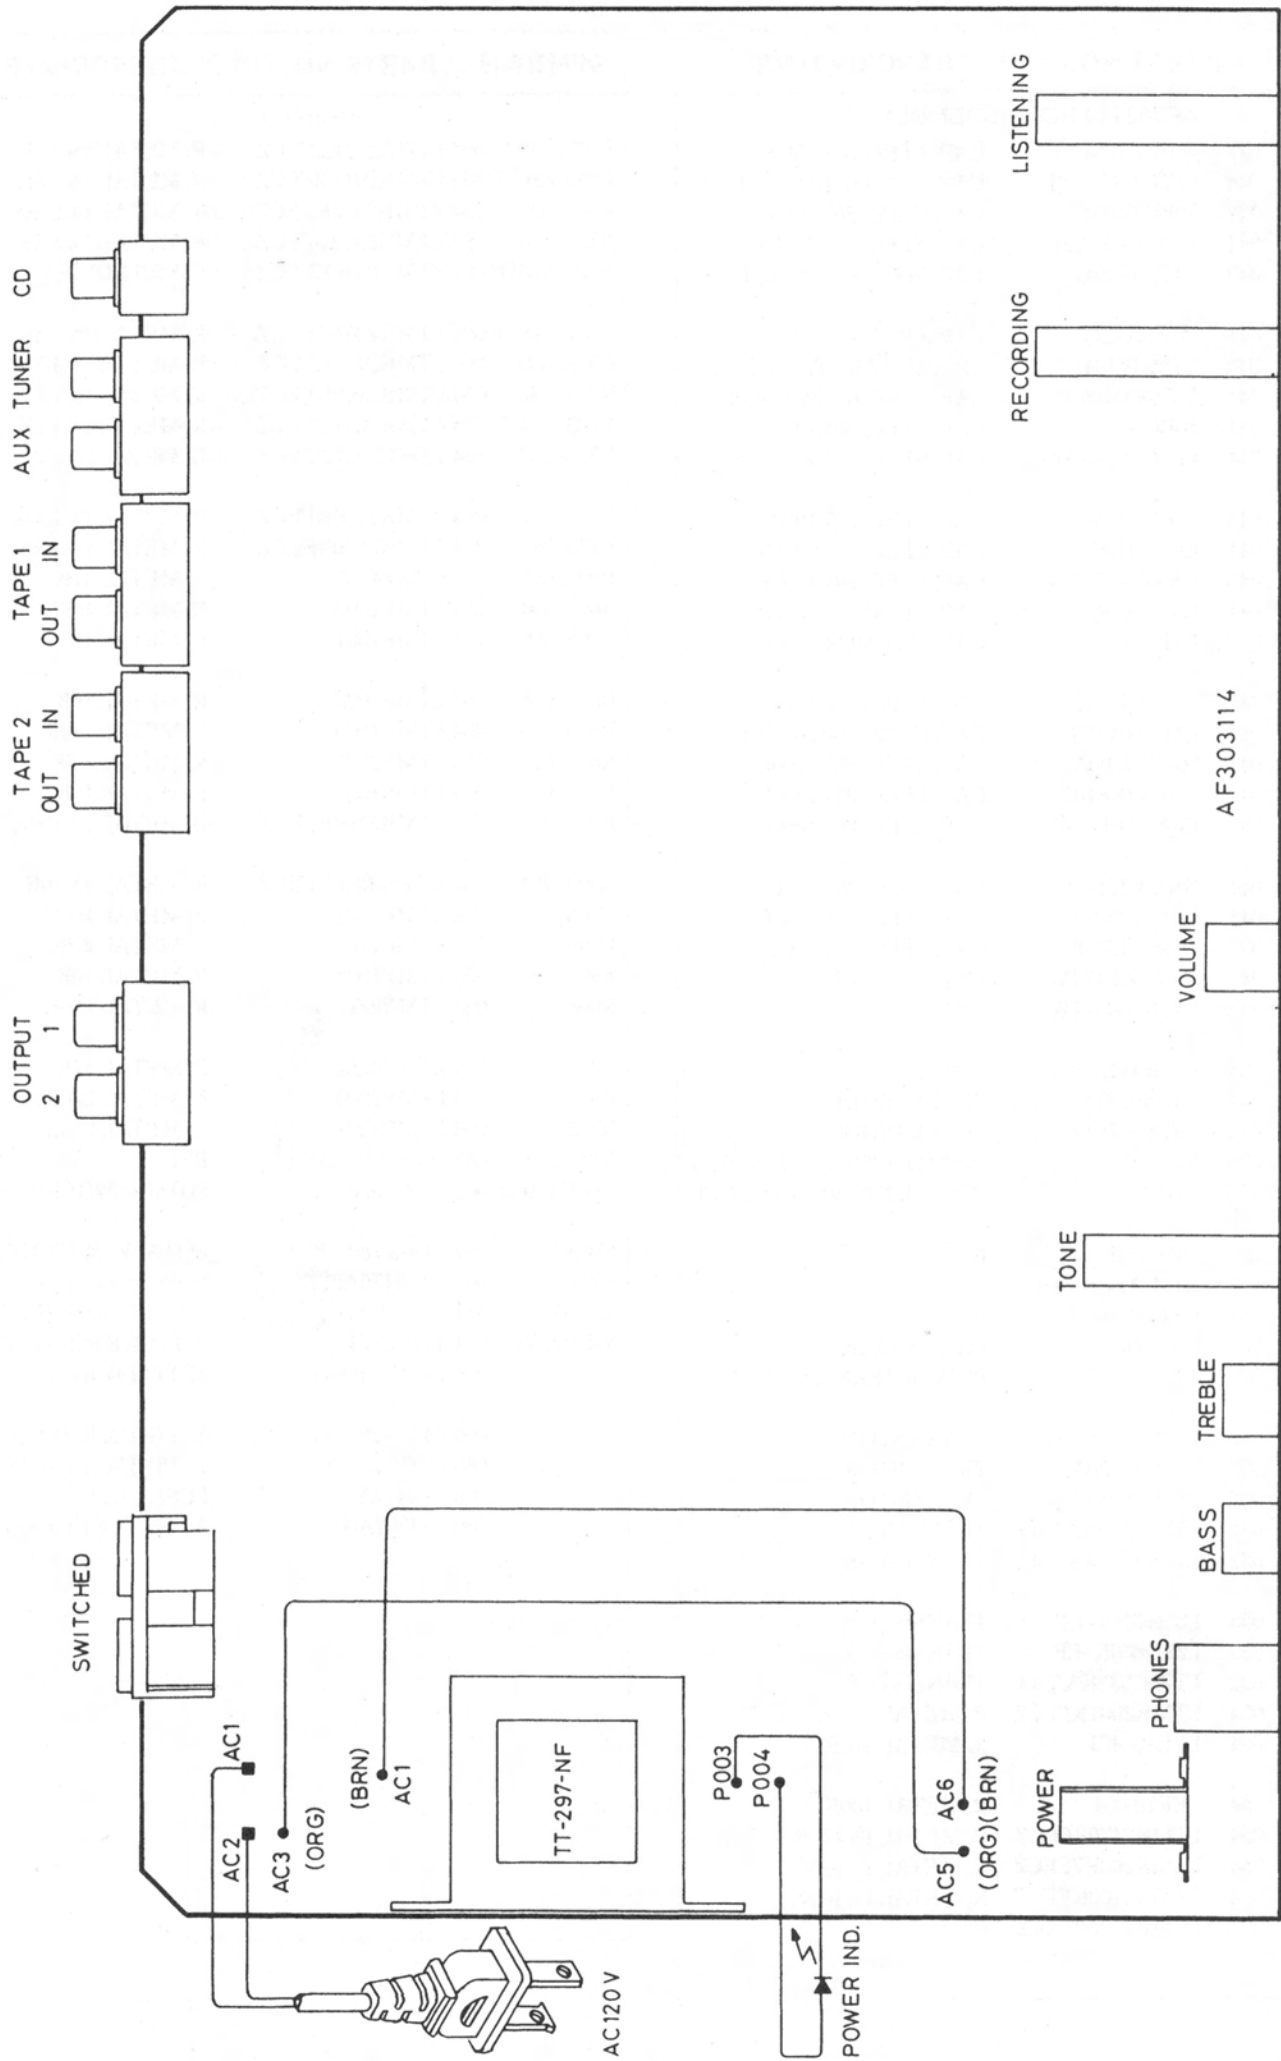 SWITCHED
OUTPUT
2 1
TAPE 2
OUT IN
TAPE 1
OUT IN
AUX TUNER CD
AC2 AC1
AC3
(ORG)
(BRN)
AC1
TT-297-NF
AC120V
P003
P004
POWER IND.
AC5 AC6
(ORG)(BRN)
POWER
PHONES
BASS
TREBLE
TONE
VOLUME
AF303114
RECORDING
LISTENING